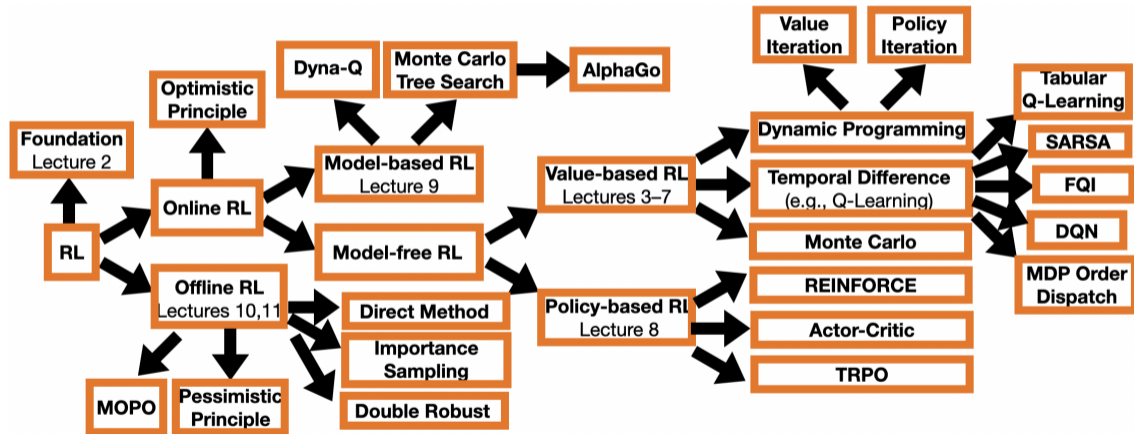 Value
Iteration
Policy
Iteration
Dyna-Q
Monte Carlo
Tree Search
AlphaGo
Optimistic
Principle
Tabular
Q-Learning
Foundation
Lecture 2
Dynamic Programming
SARSA
Model-based RL
Lecture 9
Value-based RL
Lectures 3–7
Temporal Difference
(e.g., Q-Learning)
FQI
Online RL
DQN
RL
Model-free RL
Monte Carlo
MDP Order
Dispatch
Offline RL
Lectures 10,11
REINFORCE
Direct Method
Policy-based RL
Lecture 8
Actor-Critic
Importance
Sampling
TRPO
MOPO
Pessimistic
Principle
Double Robust